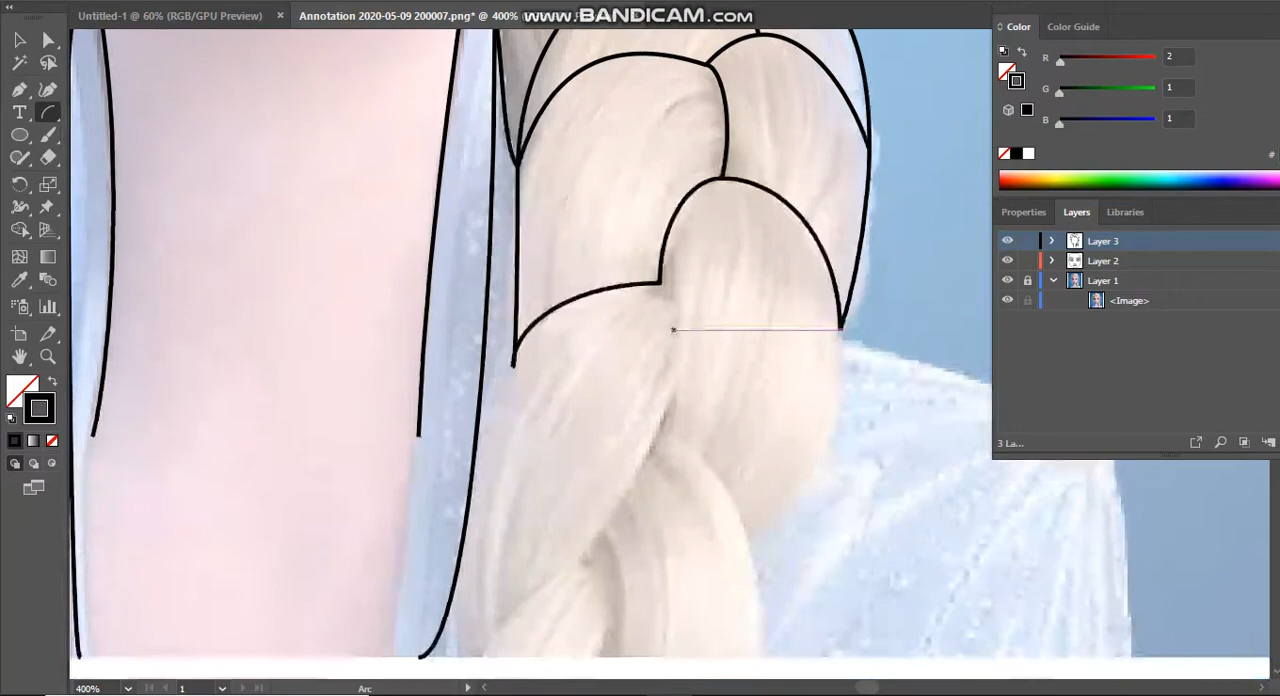 Untitled-1 @ 60% (RGB/GPU Preview) ×
Annotation 2020-05-09 200007.png* @ 400%
WWW.BANDICAM.COM
Color
Color Guide
R 2
G 1
B 1
#
Properties
Layers
Libraries
Layer 3
Layer 2
Layer 1
<Image>
3 La...
400%
1
Arc